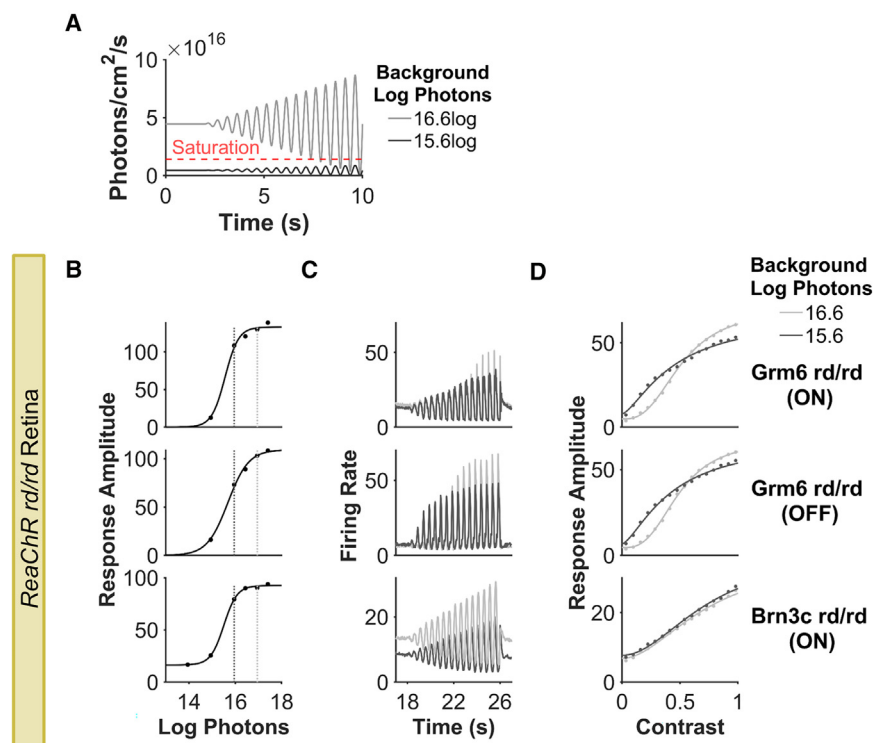 A
×10^16
Photons/cm²/s
10
5
0
Saturation
0
5
10
Time (s)
Background
Log Photons
16.6log
15.6log
ReaChR rd/rd Retina
B
Response Amplitude
100
50
0
100
50
0
100
50
0
14
16
18
Log Photons
C
Firing Rate
50
0
50
0
20
0
18
22
26
Time (s)
D
Response Amplitude
50
0
50
0
20
0
0
0.5
1
Contrast
Background
Log Photons
16.6
15.6
Grm6 rd/rd
(ON)
Grm6 rd/rd
(OFF)
Brn3c rd/rd
(ON)